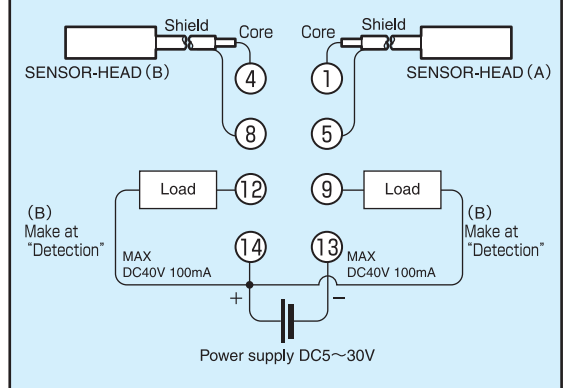 Shield Core Core Shield
SENSOR-HEAD (B) 4 1 SENSOR-HEAD (A)
8 5
Load 12 9 Load
(B)
Make at
“Detection”
(B)
Make at
“Detection”
14 13
MAX
DC40V 100mA
MAX
DC40V 100mA
+ −
Power supply DC5～30V